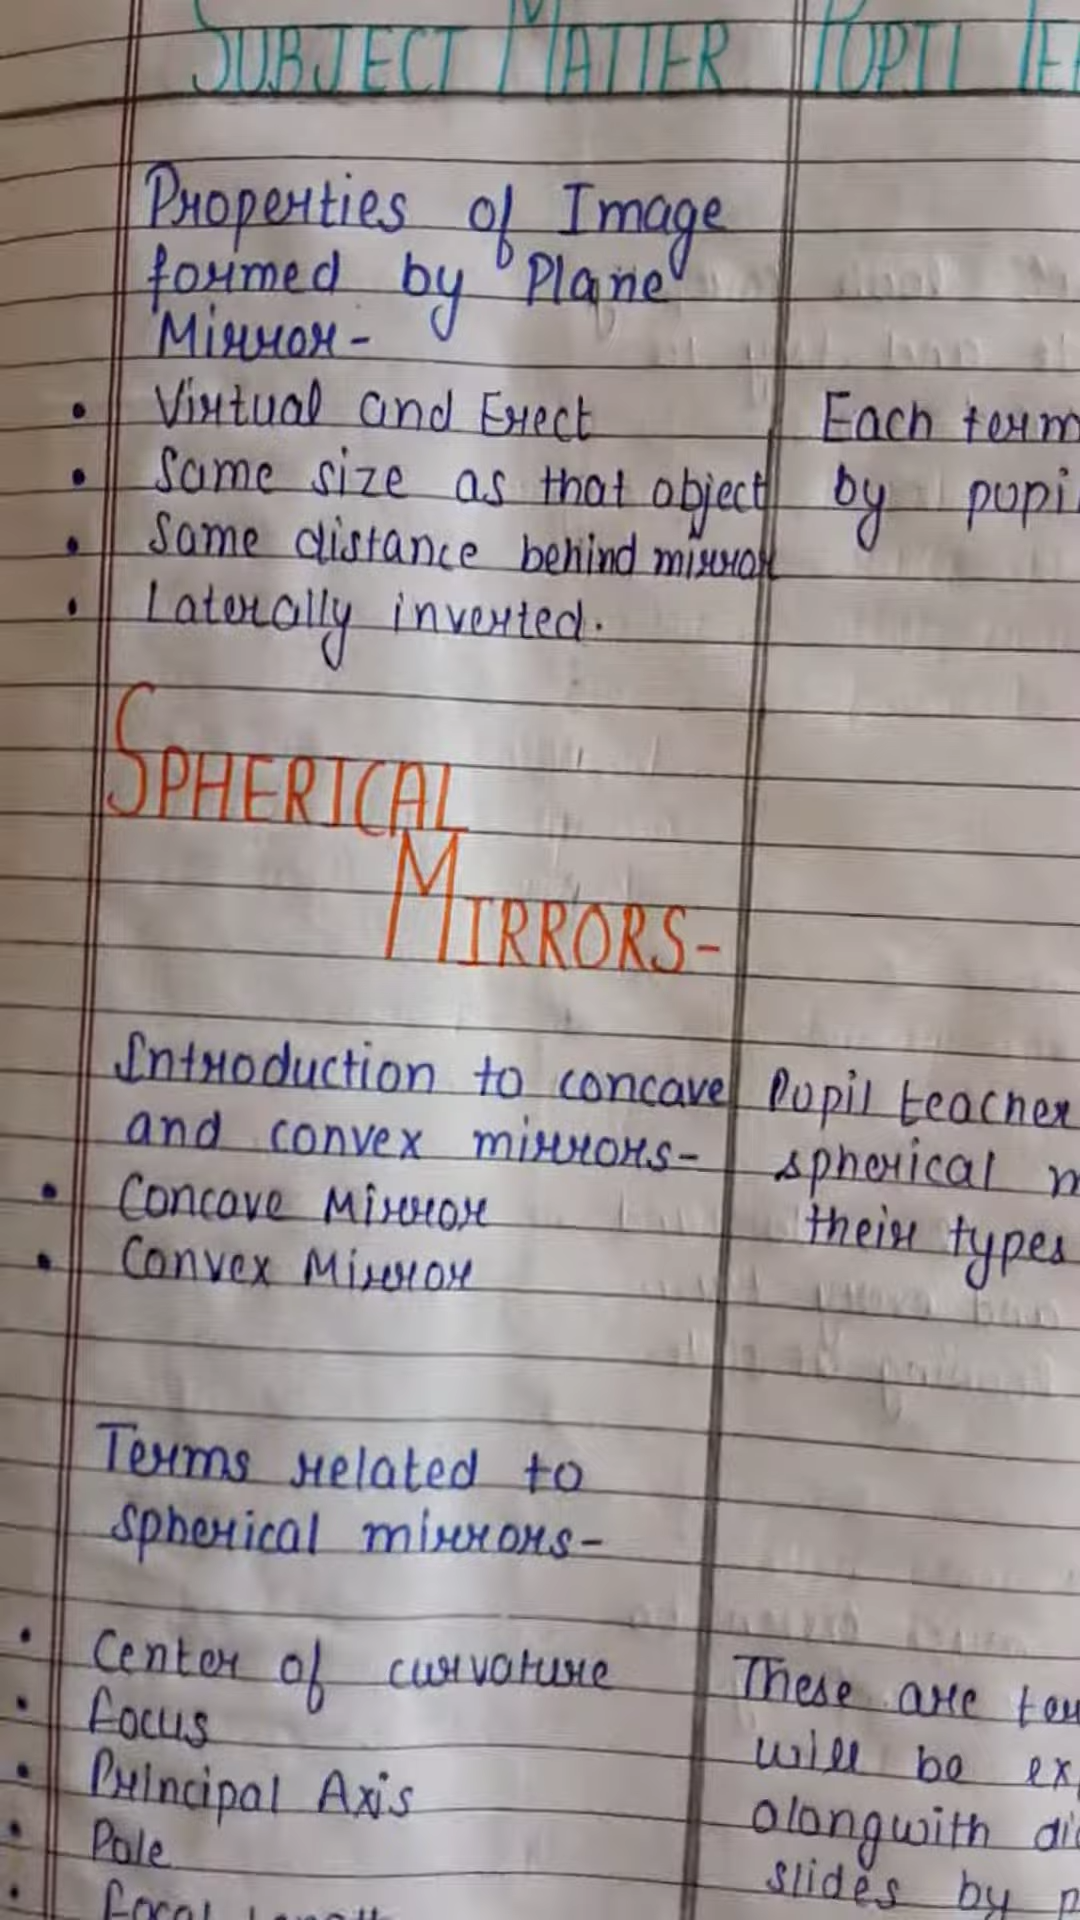 SUBJECT MATTER
Properties of Image
formed by Plane
Mirror-
• Virtual and Erect
• Same size as that object
• Same distance behind mirror
• Laterally inverted.
SPHERICAL
MIRRORS-
Introduction to concave
and convex mirrors-
• Concave Mirror
• Convex Mirror
Terms related to
spherical mirrors-
• Center of curvature
• Focus
• Principal Axis
• Pole
• Focal Length
Each term
by
Pupil teacher
spherical
their types
These are
will be
alongwith
slides by